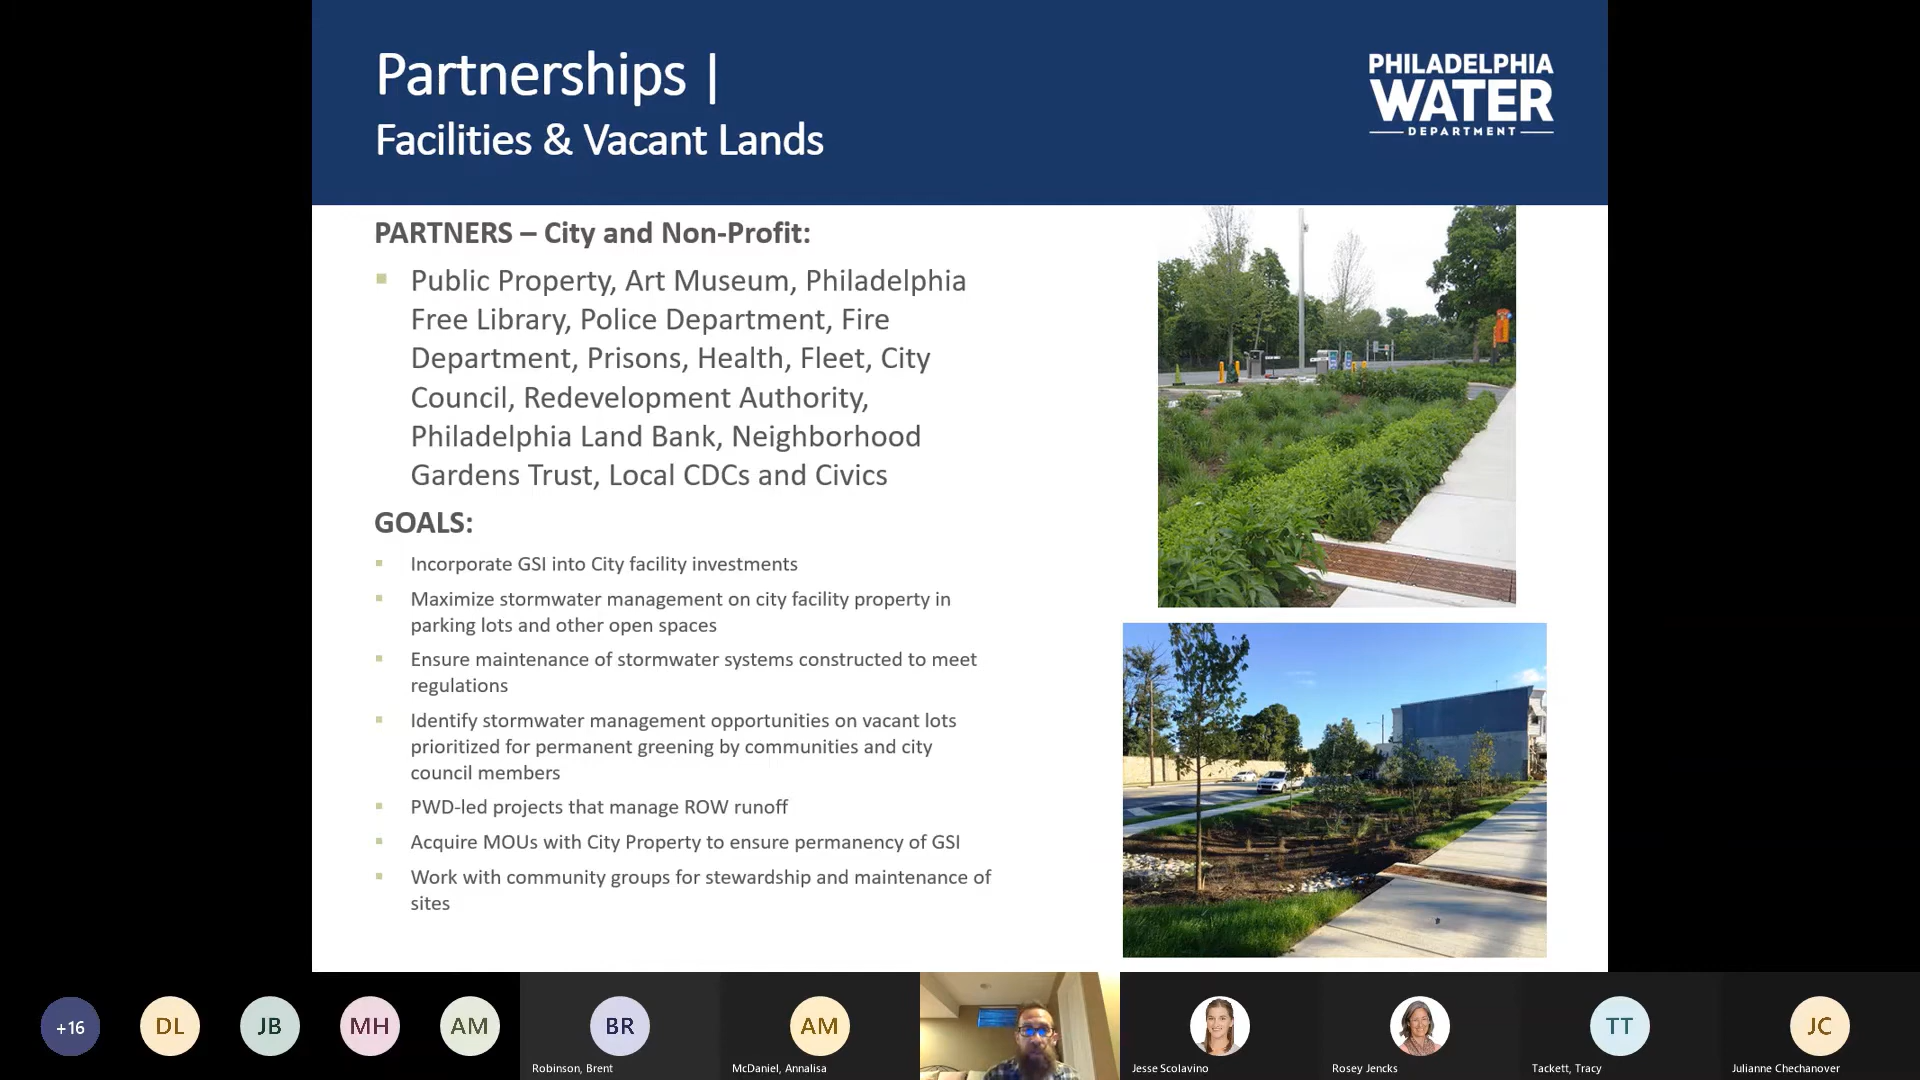 Partnerships |
Facilities & Vacant Lands
PHILADELPHIA
WATER
DEPARTMENT
PARTNERS – City and Non-Profit:
Public Property, Art Museum, Philadelphia
Free Library, Police Department, Fire
Department, Prisons, Health, Fleet, City
Council, Redevelopment Authority,
Philadelphia Land Bank, Neighborhood
Gardens Trust, Local CDCs and Civics
GOALS:
Incorporate GSI into City facility investments
Maximize stormwater management on city facility property in
parking lots and other open spaces
Ensure maintenance of stormwater systems constructed to meet
regulations
Identify stormwater management opportunities on vacant lots
prioritized for permanent greening by communities and city
council members
PWD-led projects that manage ROW runoff
Acquire MOUs with City Property to ensure permanency of GSI
Work with community groups for stewardship and maintenance of
sites
+16
DL
JB
MH
AM
BR
Robinson, Brent
AM
McDaniel, Annalisa
Jesse Scolavino
Rosey Jencks
TT
Tackett, Tracy
JC
Julianne Chechanover